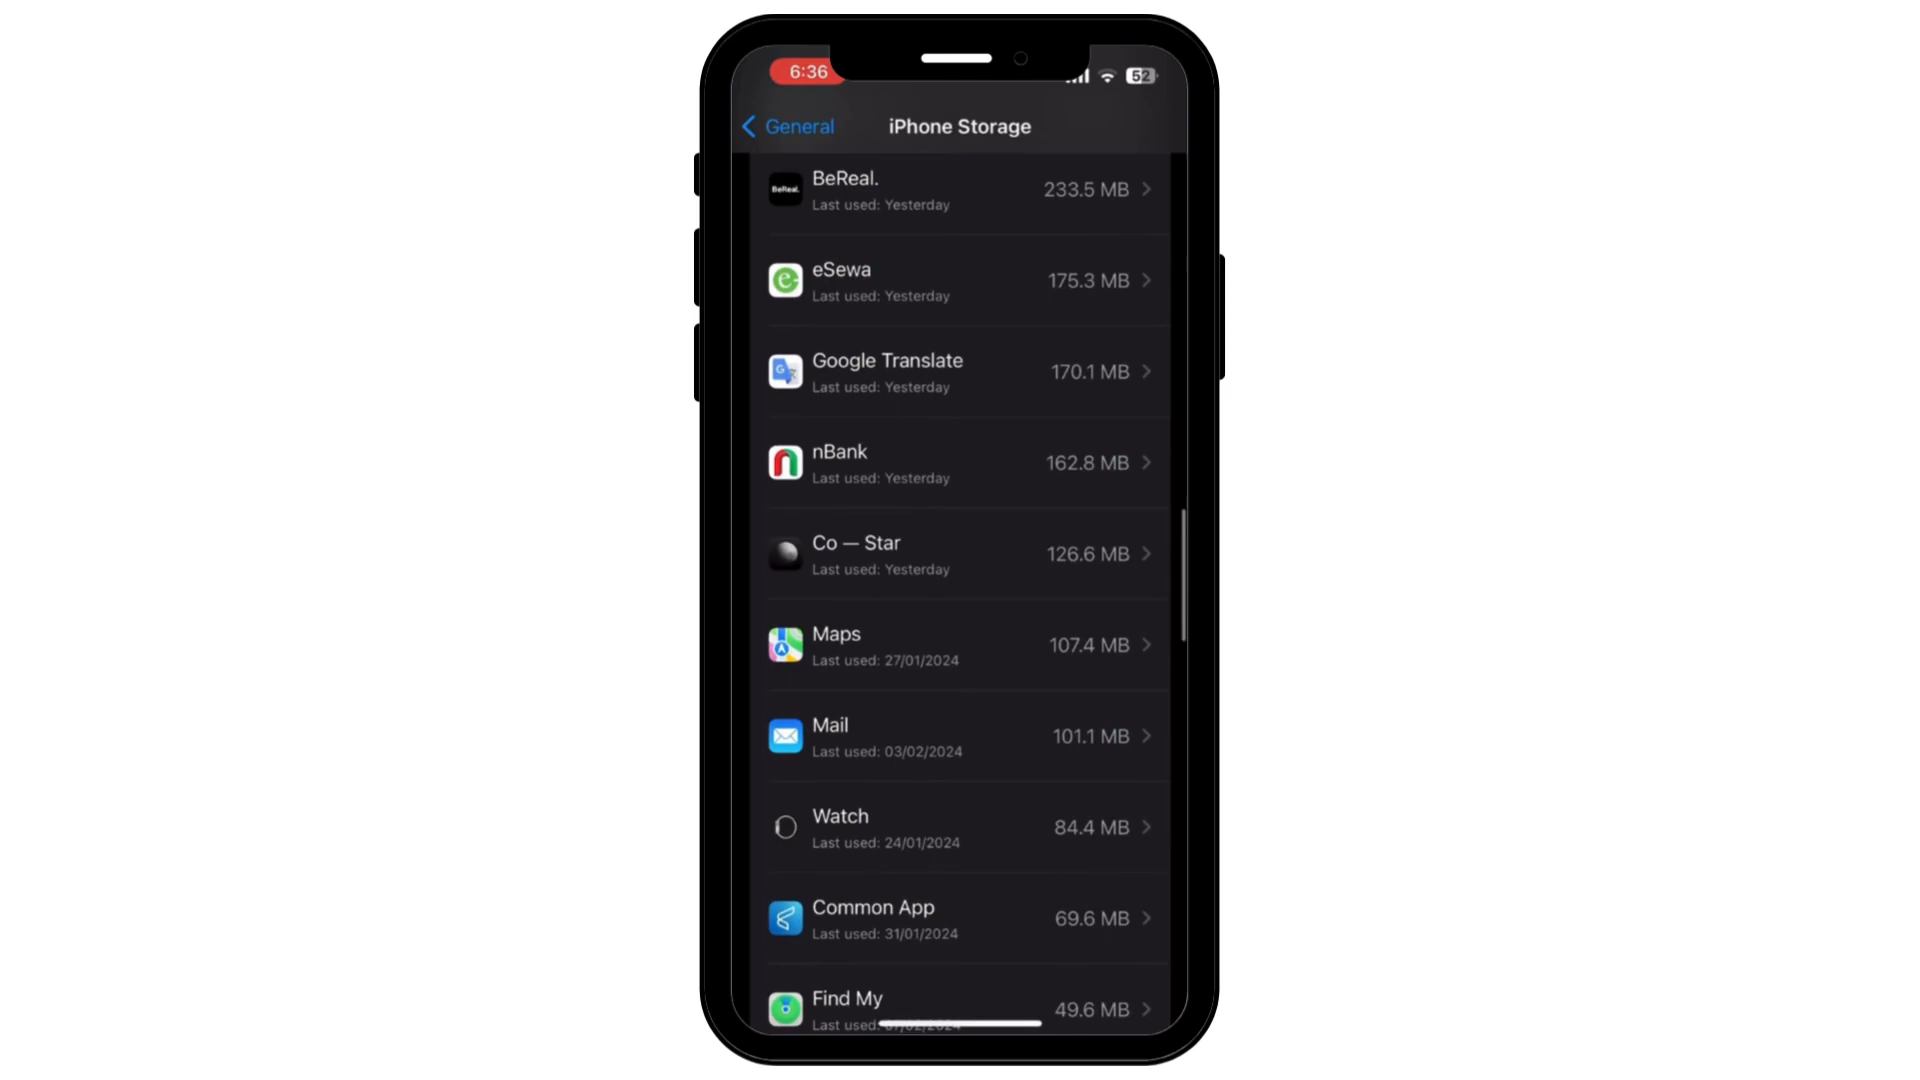 6:36
52
General
iPhone Storage
BeReal.
BeReal.
233.5 MB
Last used: Yesterday
eSewa
175.3 MB
Last used: Yesterday
Google Translate
170.1 MB
Last used: Yesterday
nBank
162.8 MB
Last used: Yesterday
Co — Star
126.6 MB
Last used: Yesterday
Maps
107.4 MB
Last used: 27/01/2024
Mail
101.1 MB
Last used: 03/02/2024
Watch
84.4 MB
Last used: 24/01/2024
Common App
69.6 MB
Last used: 31/01/2024
Find My
49.6 MB
Last used: